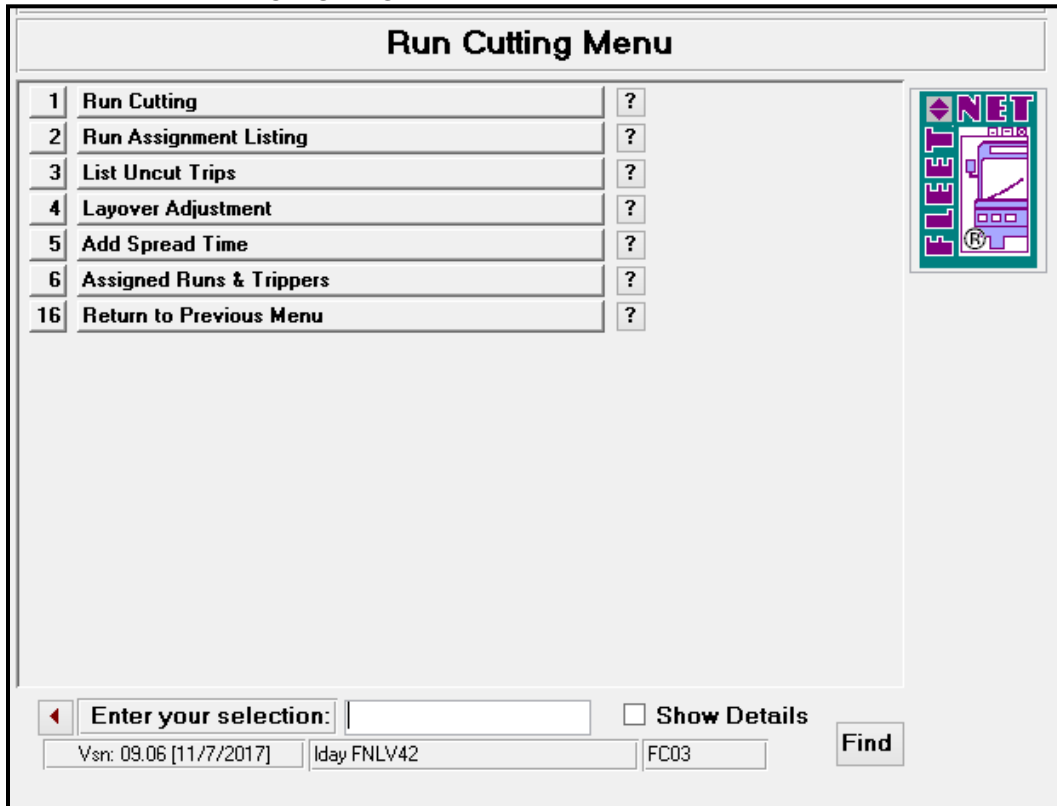 Run Cutting Menu
1 Run Cutting ?
2 Run Assignment Listing ?
3 List Uncut Trips ?
4 Layover Adjustment ?
5 Add Spread Time ?
6 Assigned Runs & Trippers ?
16 Return to Previous Menu ?
FLEET NET
®
Enter your selection: Show Details
Vsn: 09.06 [11/7/2017] lday FNLV42 FC03 Find